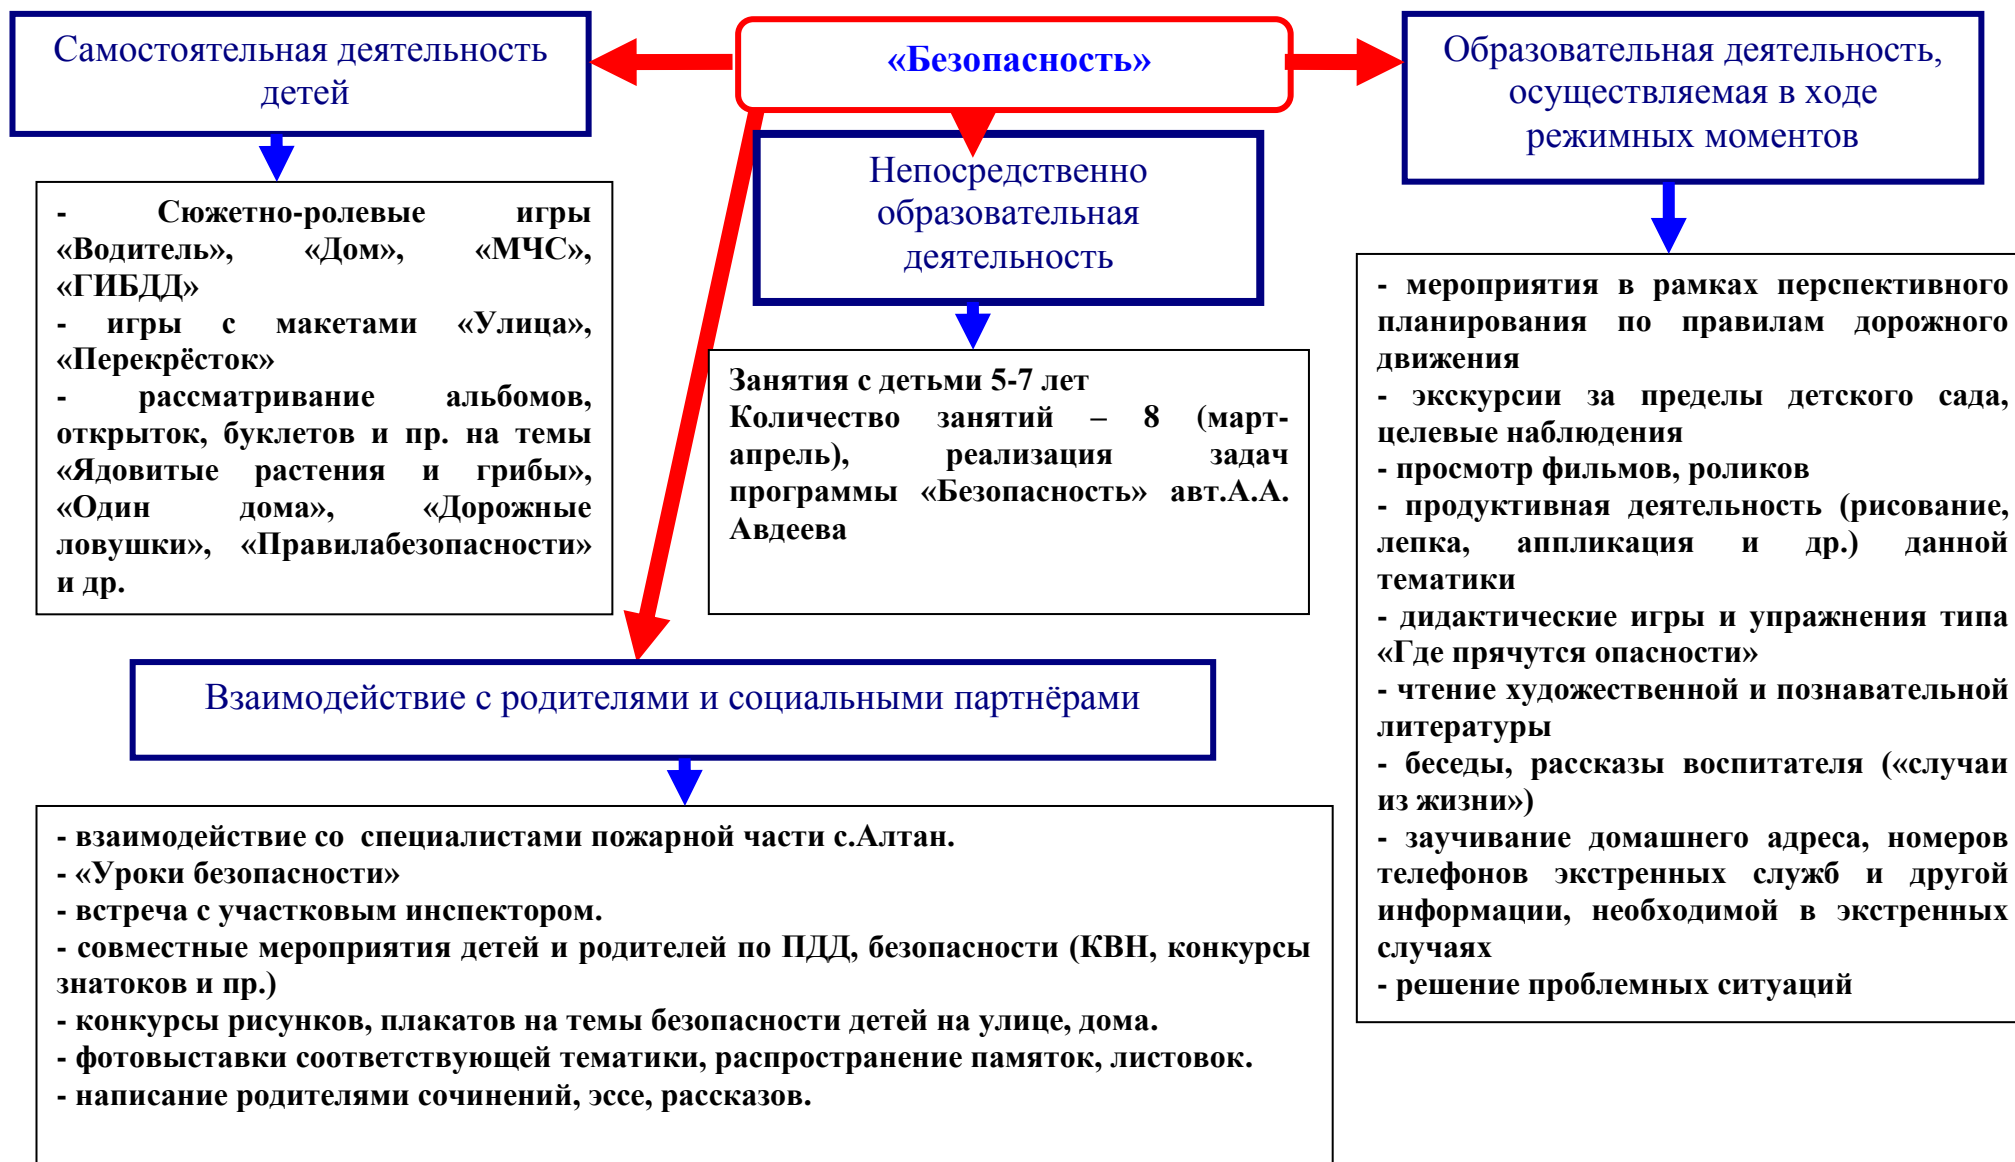 Самостоятельная деятельность
детей
«Безопасность»
Образовательная деятельность,
осуществляемая в ходе
режимных моментов
Непосредственно
образовательная
деятельность
- Сюжетно-ролевые игры
«Водитель», «Дом», «МЧС»,
«ГИБДД»
- игры с макетами «Улица»,
«Перекрёсток»
- рассматривание альбомов,
открыток, буклетов и пр. на темы
«Ядовитые растения и грибы»,
«Один дома», «Дорожные
ловушки», «Правилабезопасности»
и др.
Занятия с детьми 5-7 лет
Количество занятий – 8 (март-
апрель), реализация задач
программы «Безопасность» авт.А.А.
Авдеева
- мероприятия в рамках перспективного
планирования по правилам дорожного
движения
- экскурсии за пределы детского сада,
целевые наблюдения
- просмотр фильмов, роликов
- продуктивная деятельность (рисование,
лепка, аппликация и др.) данной
тематики
- дидактические игры и упражнения типа
«Где прячутся опасности»
- чтение художественной и познавательной
литературы
- беседы, рассказы воспитателя («случаи
из жизни»)
- заучивание домашнего адреса, номеров
телефонов экстренных служб и другой
информации, необходимой в экстренных
случаях
- решение проблемных ситуаций
Взаимодействие с родителями и социальными партнёрами
- взаимодействие со специалистами пожарной части с.Алтан.
- «Уроки безопасности»
- встреча с участковым инспектором.
- совместные мероприятия детей и родителей по ПДД, безопасности (КВН, конкурсы
знатоков и пр.)
- конкурсы рисунков, плакатов на темы безопасности детей на улице, дома.
- фотовыставки соответствующей тематики, распространение памяток, листовок.
- написание родителями сочинений, эссе, рассказов.